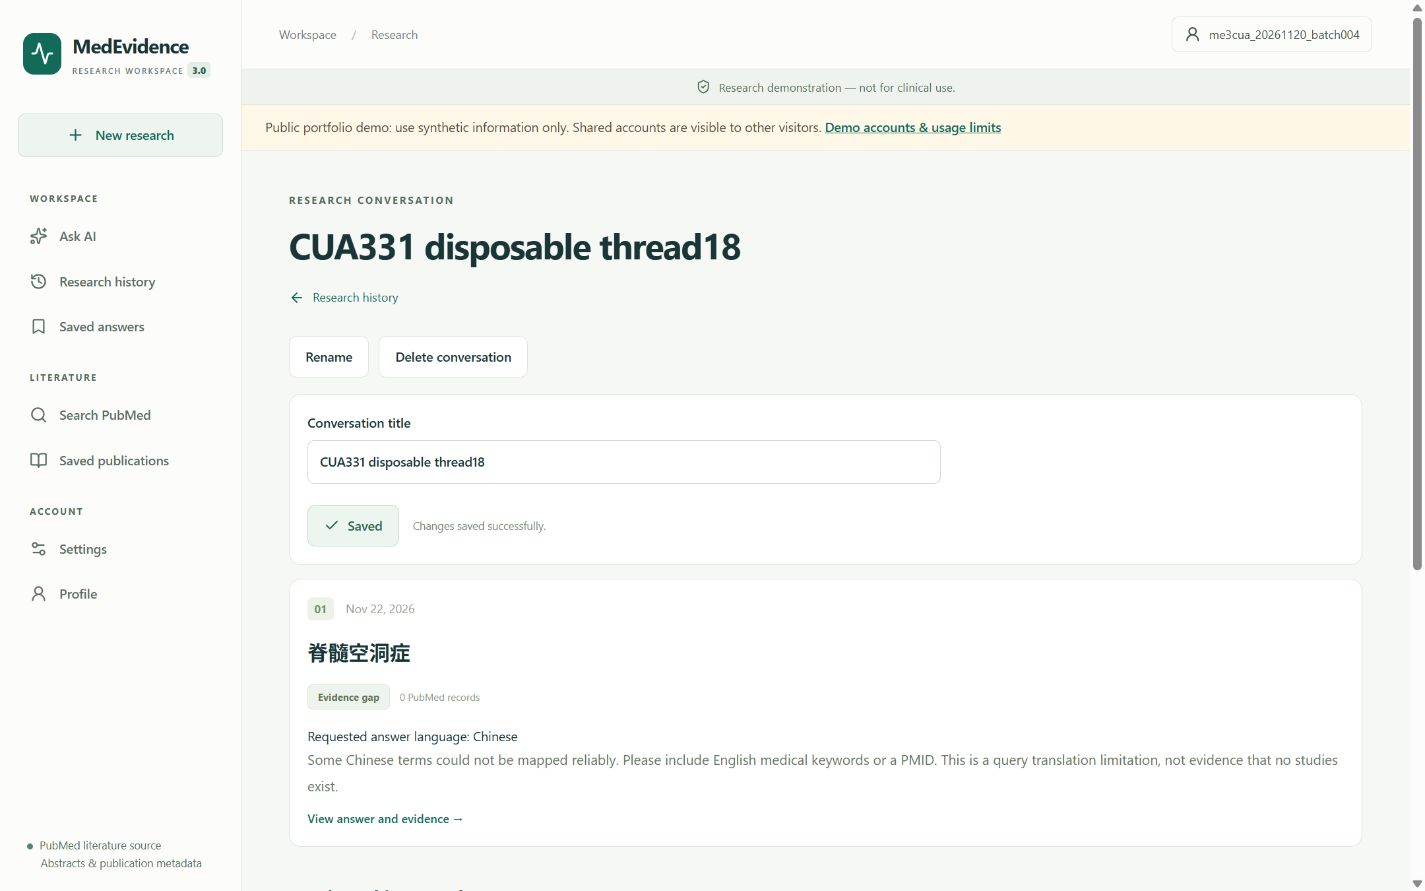 MedEvidence
RESEARCH WORKSPACE 3.0
New research
WORKSPACE
Ask AI
Research history
Saved answers
LITERATURE
Search PubMed
Saved publications
ACCOUNT
Settings
Profile
PubMed literature source
Abstracts & publication metadata
Workspace / Research
me3cua_20261120_batch004
Research demonstration — not for clinical use.
Public portfolio demo: use synthetic information only. Shared accounts are visible to other visitors. Demo accounts & usage limits
RESEARCH CONVERSATION
CUA331 disposable thread18
← Research history
Rename
Delete conversation
Conversation title
CUA331 disposable thread18
Saved
Changes saved successfully.
01 Nov 22, 2026
脊髓空洞症
Evidence gap
0 PubMed records
Requested answer language: Chinese
Some Chinese terms could not be mapped reliably. Please include English medical keywords or a PMID. This is a query translation limitation, not evidence that no studies
exist.
View answer and evidence →